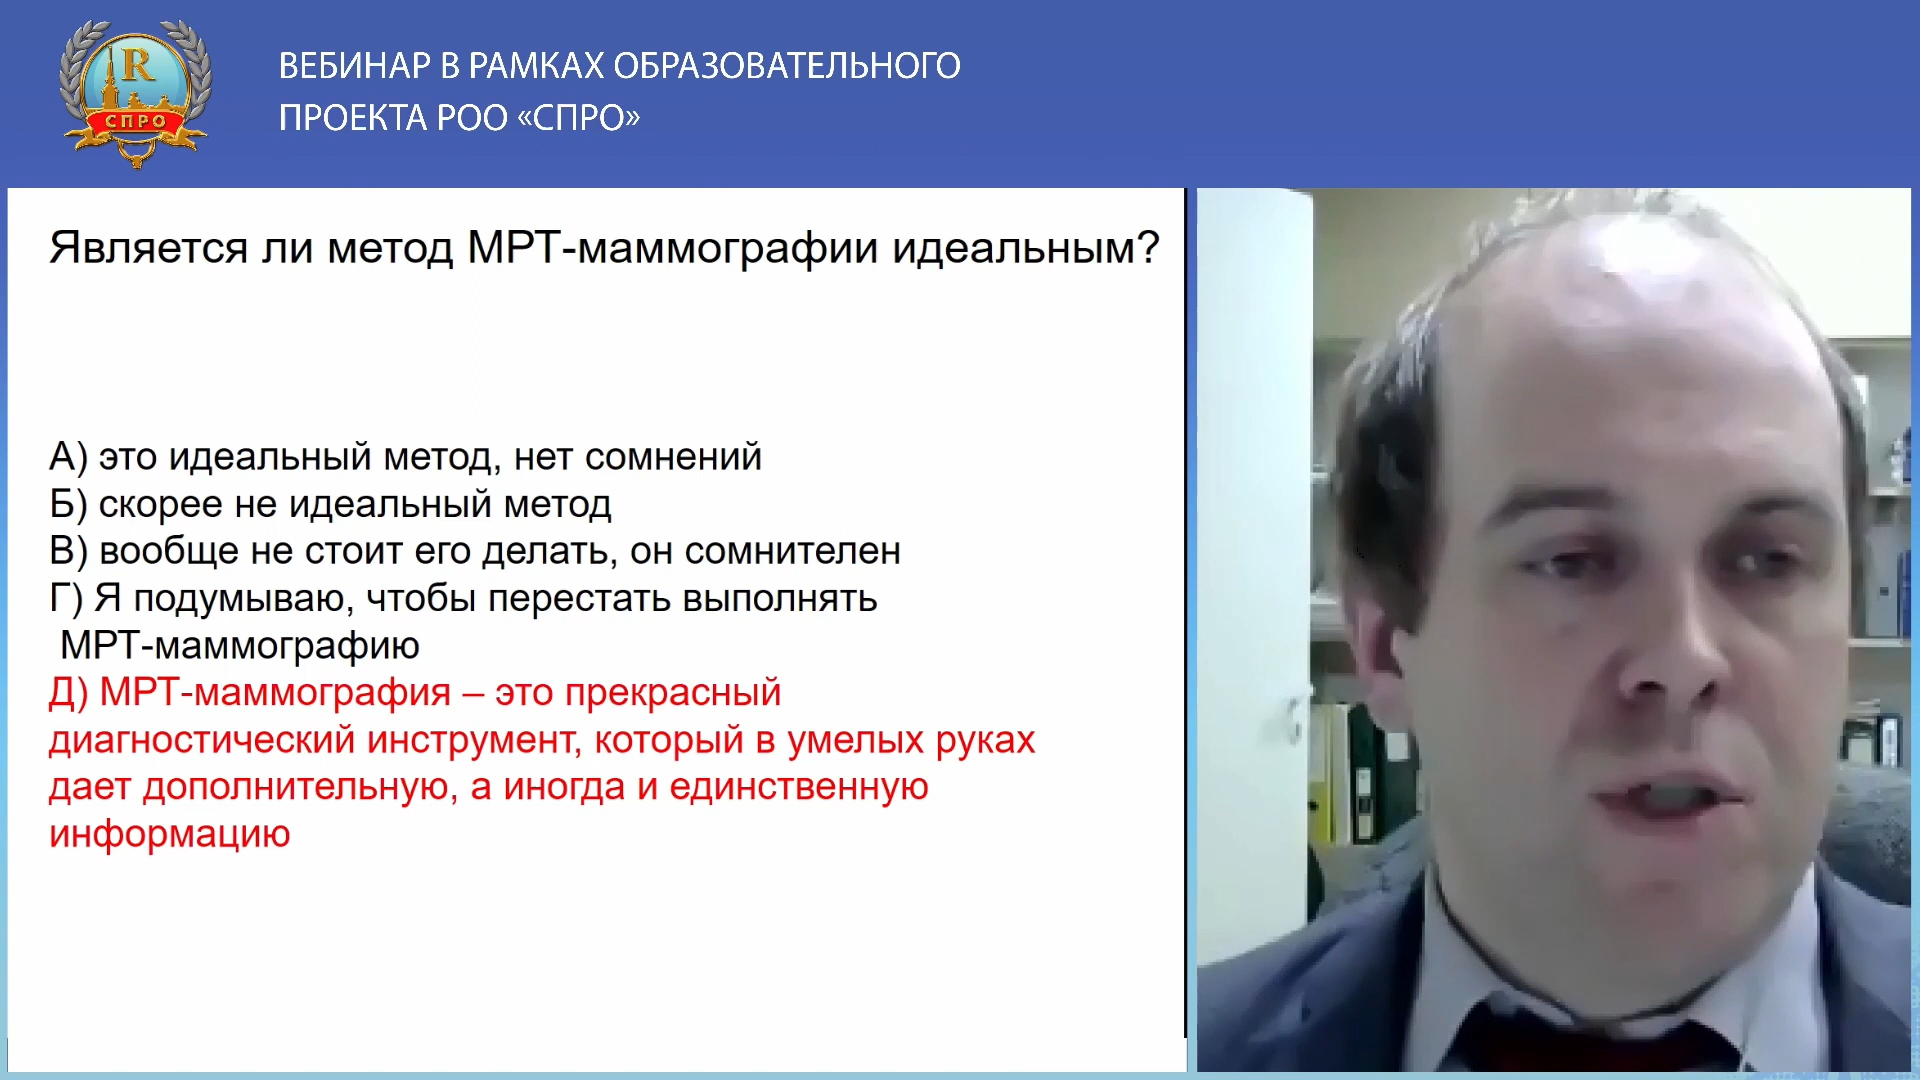 R
СПРО
ВЕБИНАР В РАМКАХ ОБРАЗОВАТЕЛЬНОГО
ПРОЕКТА РОО «СПРО»
Является ли метод МРТ-маммографии идеальным?
А) это идеальный метод, нет сомнений
Б) скорее не идеальный метод
В) вообще не стоит его делать, он сомнителен
Г) Я подумываю, чтобы перестать выполнять
МРТ-маммографию
Д) МРТ-маммография – это прекрасный
диагностический инструмент, который в умелых руках
дает дополнительную, а иногда и единственную
информацию